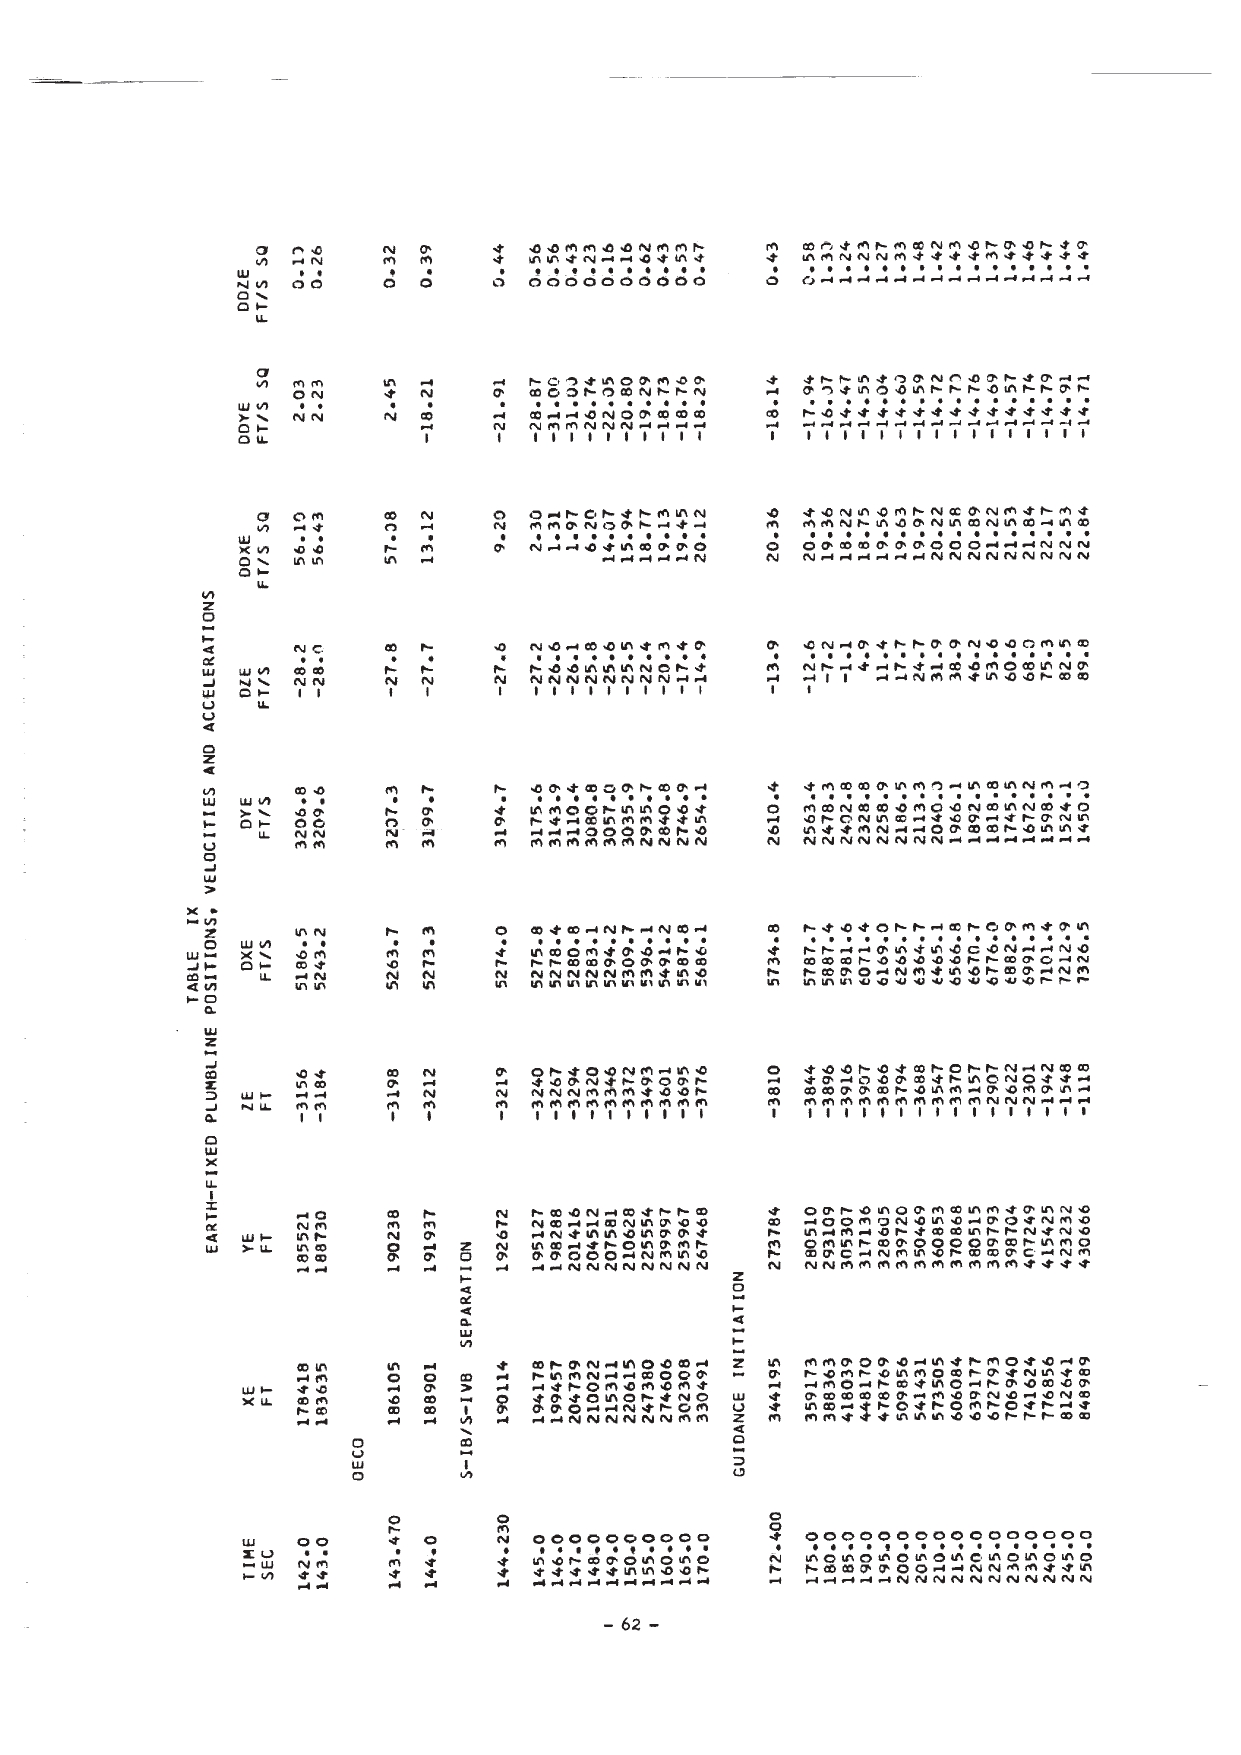 TABLE IX
EARTH-FIXED PLUMBLINE POSITIONS, VELOCITIES AND ACCELERATIONS
TIME XE YE ZE DXE DYE DZE DDXE DDYE DDZE
SEC FT FT FT FT/S FT/S FT/S FT/S SQ FT/S SQ FT/S SQ
142.0 178418 185521 -3156 5186.5 3206.8 -28.2 56.10 2.03 0.10
143.0 183635 188730 -3184 5243.2 3209.6 -28.0 56.43 2.23 0.26
OECO
143.470 186105 190238 -3198 5263.7 3207.3 -27.8 57.08 2.45 0.32
144.0 188901 191937 -3212 5273.3 3199.7 -27.7 13.12 -18.21 0.39
S-IB/S-IVB SEPARATION
144.230 190114 192672 -3219 5274.0 3194.7 -27.6 9.20 -21.91 0.44
145.0 194178 195127 -3240 5275.8 3175.6 -27.2 2.30 -28.87 0.56
146.0 199457 198288 -3267 5278.4 3143.9 -26.6 1.31 -31.00 0.56
147.0 204739 201416 -3294 5280.8 3110.4 -26.1 1.97 -31.00 0.43
148.0 210022 204512 -3320 5283.1 3080.8 -25.8 6.20 -26.74 0.23
149.0 215311 207581 -3346 5294.2 3057.0 -25.6 14.07 -22.05 0.16
150.0 220615 210628 -3372 5309.7 3035.9 -25.5 15.94 -20.80 0.16
155.0 247380 225554 -3493 5396.1 2935.7 -22.4 18.77 -19.29 0.62
160.0 274606 239997 -3601 5491.2 2840.8 -20.3 19.13 -18.73 0.43
165.0 302308 253967 -3695 5587.8 2746.9 -17.4 19.45 -18.76 0.53
170.0 330491 267468 -3776 5686.1 2654.1 -14.9 20.12 -18.29 0.47
GUIDANCE INITIATION
172.400 344195 273784 -3810 5734.8 2610.4 -13.9 20.36 -18.14 0.43
175.0 359173 280510 -3844 5787.7 2563.4 -12.6 20.34 -17.94 0.58
180.0 388363 293109 -3896 5887.4 2478.3 -7.2 19.36 -16.07 1.30
185.0 418039 305307 -3916 5981.6 2402.8 -1.1 18.22 -14.47 1.24
190.0 448170 317136 -3907 6071.4 2328.8 4.9 18.75 -14.55 1.23
195.0 478769 328605 -3866 6169.0 2258.9 11.4 19.56 -14.04 1.27
200.0 509856 339720 -3794 6265.7 2186.5 17.7 19.63 -14.60 1.33
205.0 541431 350469 -3688 6364.7 2113.3 24.7 19.97 -14.59 1.48
210.0 573505 360853 -3547 6465.1 2040.0 31.9 20.22 -14.72 1.42
215.0 606084 370868 -3370 6566.8 1966.1 38.9 20.58 -14.70 1.43
220.0 639177 380515 -3157 6670.7 1892.5 46.2 20.89 -14.76 1.46
225.0 672793 389793 -2907 6776.0 1818.8 53.6 21.22 -14.69 1.37
230.0 706940 398704 -2622 6882.9 1745.5 60.6 21.53 -14.57 1.49
235.0 741624 407249 -2301 6991.3 1672.2 68.0 21.84 -14.74 1.46
240.0 776856 415425 -1942 7101.4 1598.3 75.3 22.17 -14.79 1.47
245.0 812641 423232 -1548 7212.9 1524.1 82.5 22.53 -14.91 1.44
250.0 848989 430666 -1118 7326.5 1450.0 89.8 22.84 -14.71 1.49
- 62 -